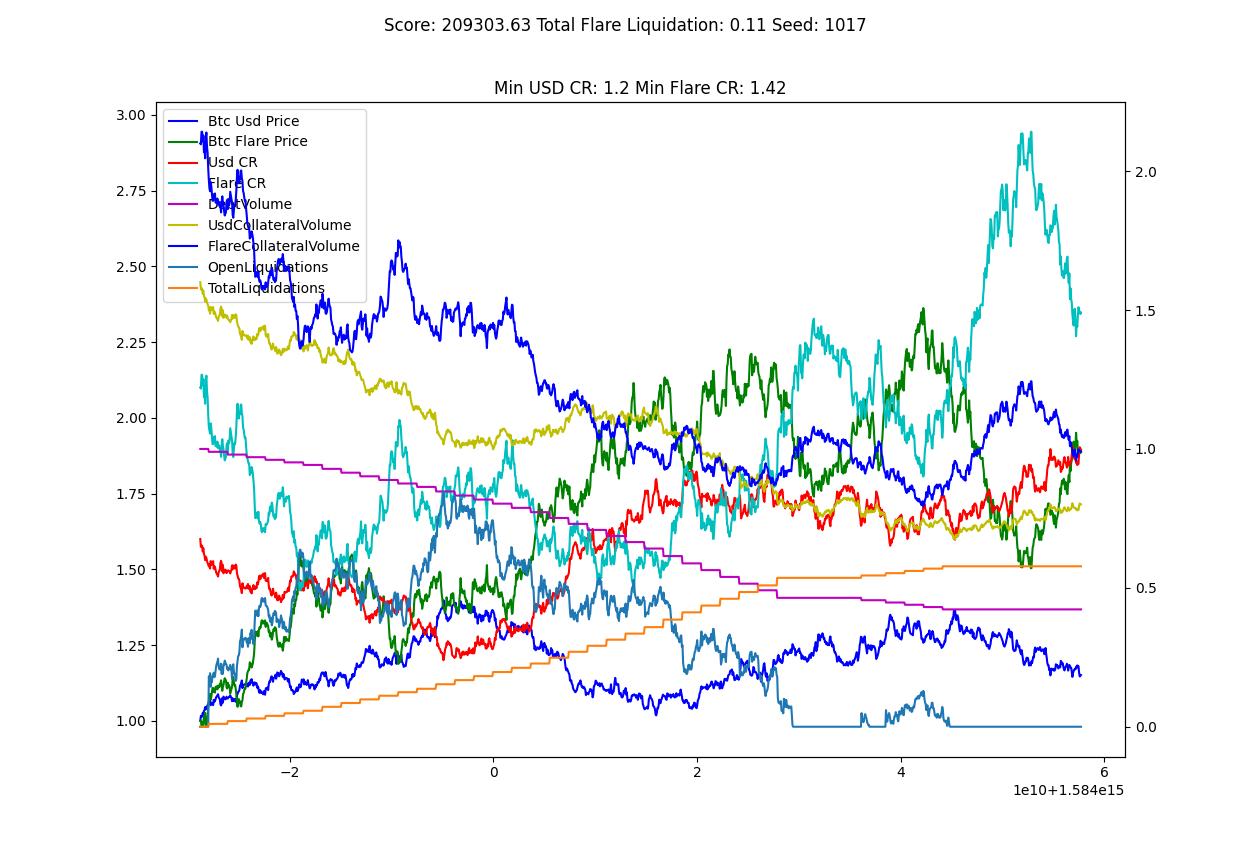 Score: 209303.63 Total Flare Liquidation: 0.11 Seed: 1017
Min USD CR: 1.2 Min Flare CR: 1.42
3.00
2.75
2.50
2.25
2.00
1.75
1.50
1.25
1.00
Btc Usd Price
Btc Flare Price
Usd CR
Flare CR
DebtVolume
UsdCollateralVolume
FlareCollateralVolume
OpenLiquidations
TotalLiquidations
2.0
1.5
1.0
0.5
0.0
−2
0
2
4
6
1e10+1.584e15